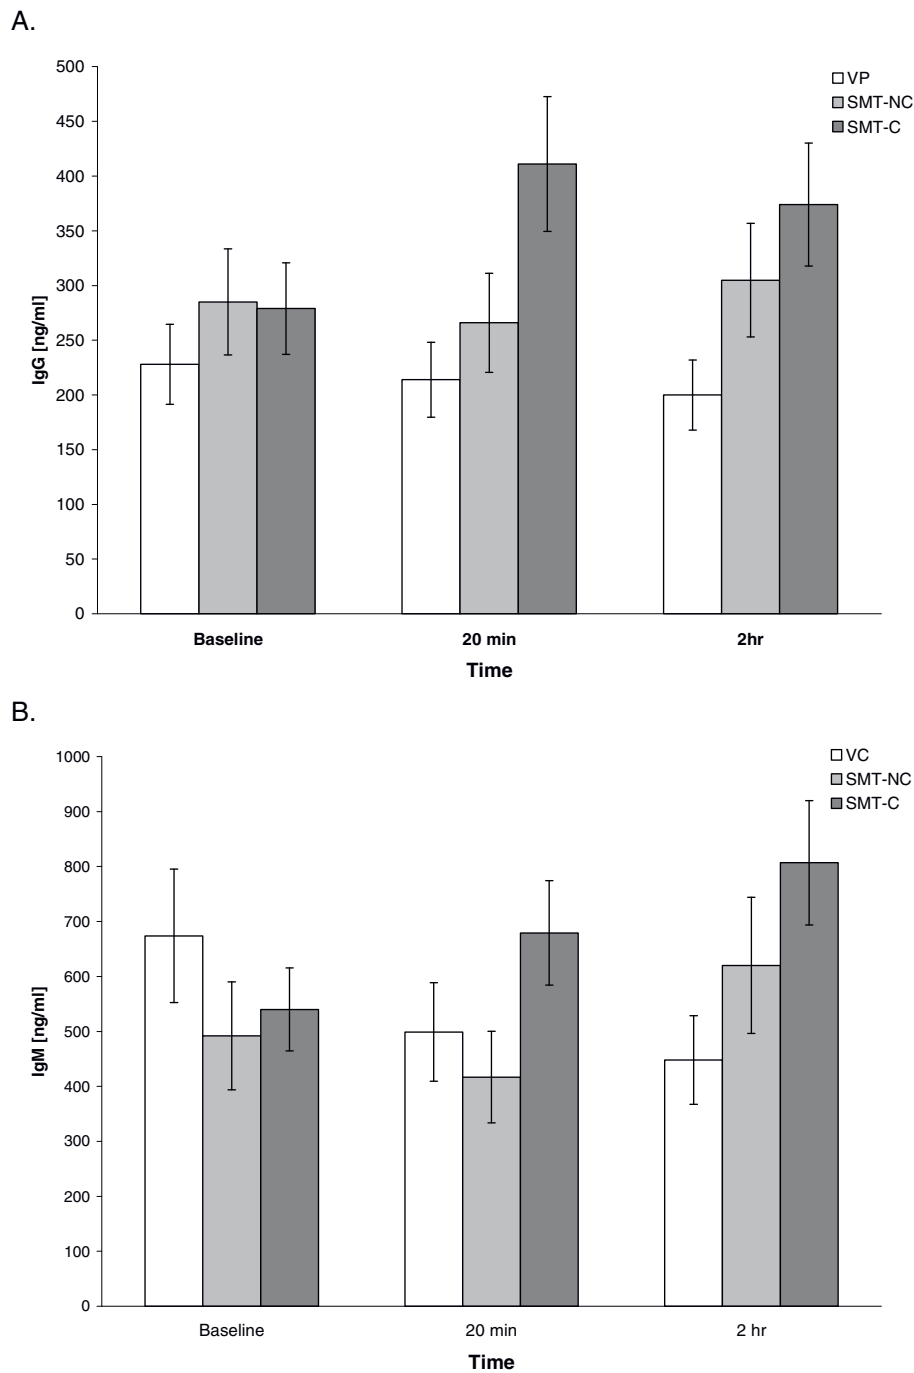 A.
500
450
400
350
300
250
200
150
100
50
0
IgG [ng/ml]
VP
SMT-NC
SMT-C
Baseline 20 min 2hr
Time
B.
1000
900
800
700
600
500
400
300
200
100
0
IgM [ng/ml]
VC
SMT-NC
SMT-C
Baseline 20 min 2 hr
Time